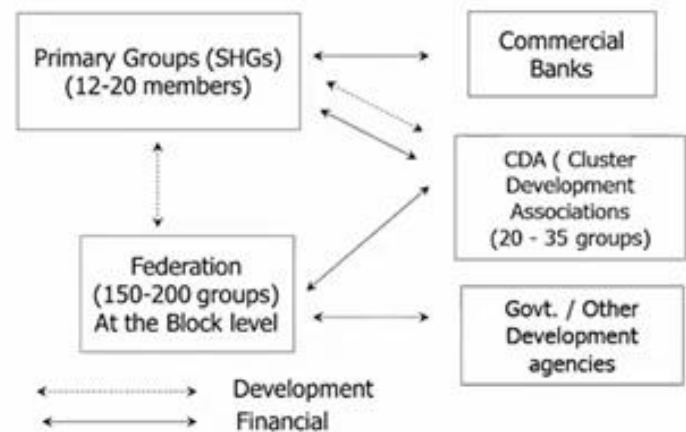 Primary Groups (SHGs)
(12-20 members)
Commercial
Banks
CDA ( Cluster
Development
Associations
(20 - 35 groups)
Federation
(150-200 groups)
At the Block level
Govt. / Other
Development
agencies
Development
Financial